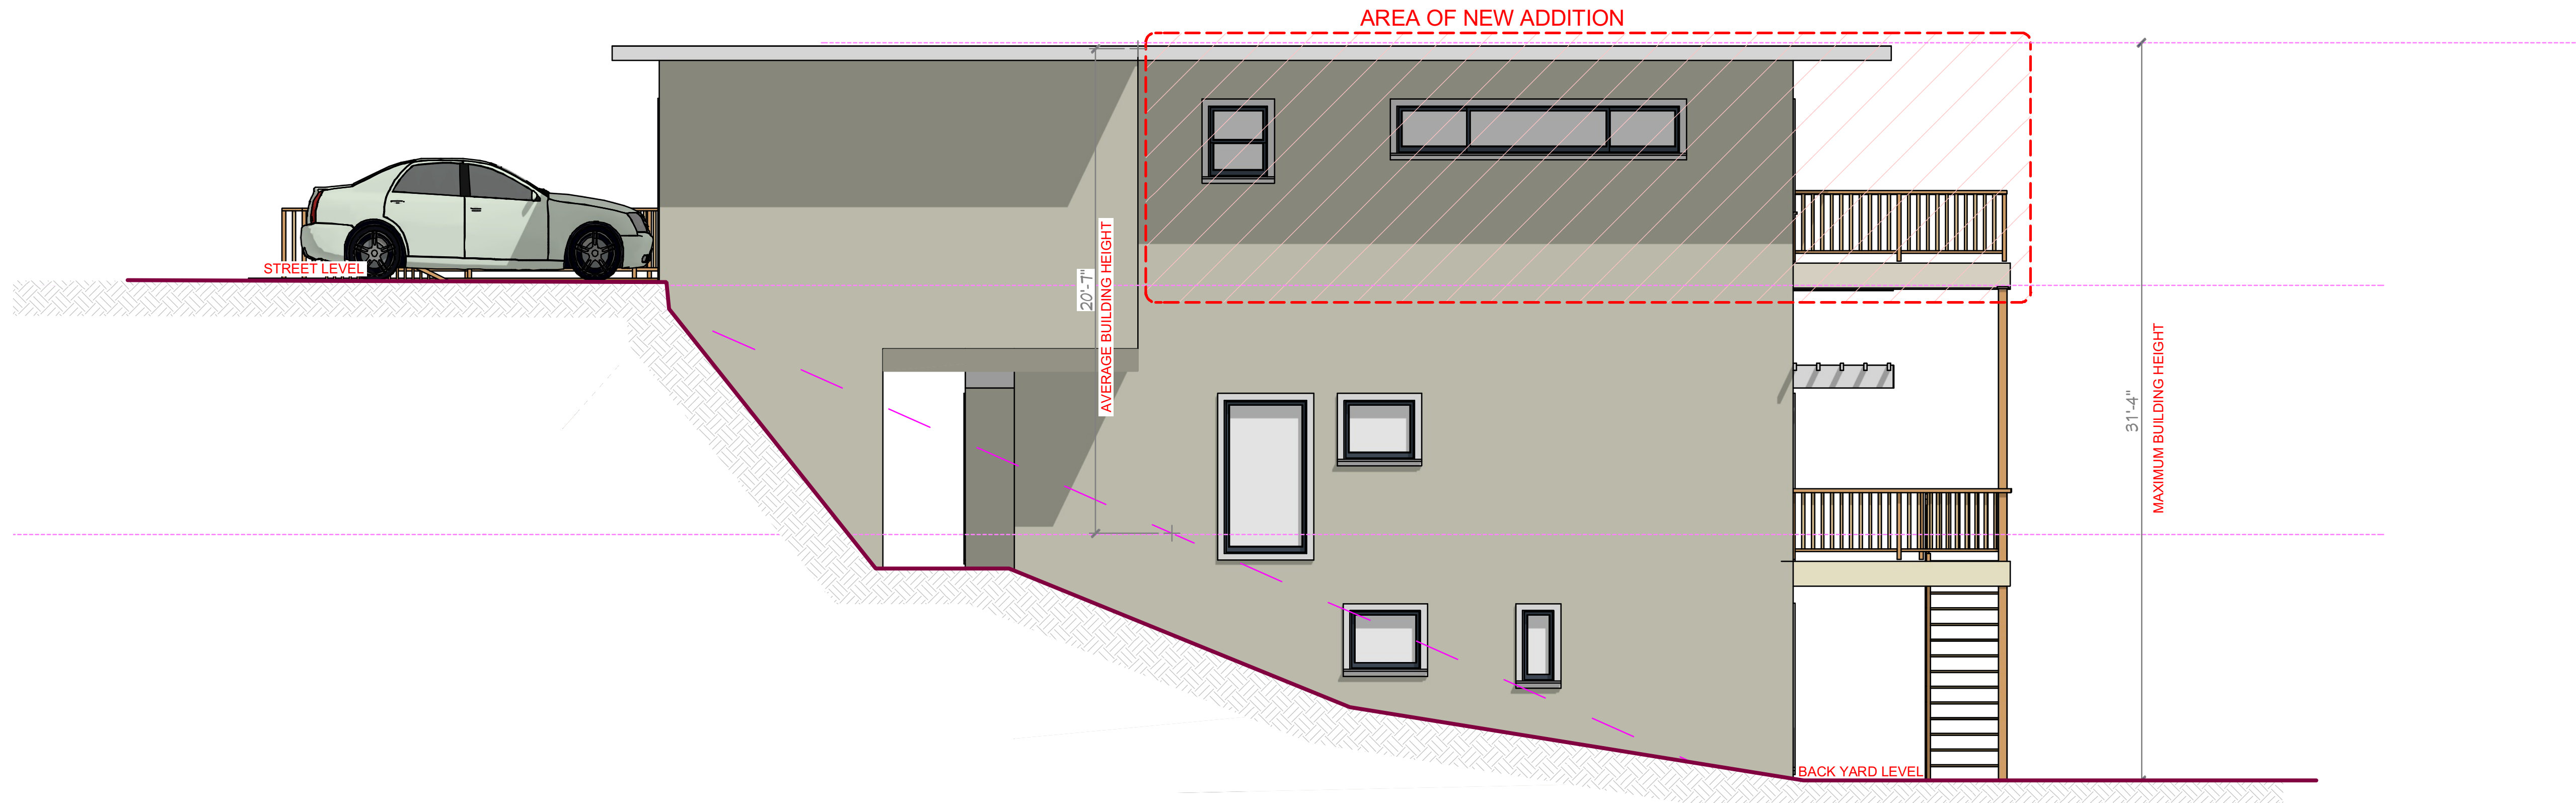 AREA OF NEW ADDITION
STREET LEVEL
20'-7"
AVERAGE BUILDING HEIGHT
31'-4"
MAXIMUM BUILDING HEIGHT
BACK YARD LEVEL